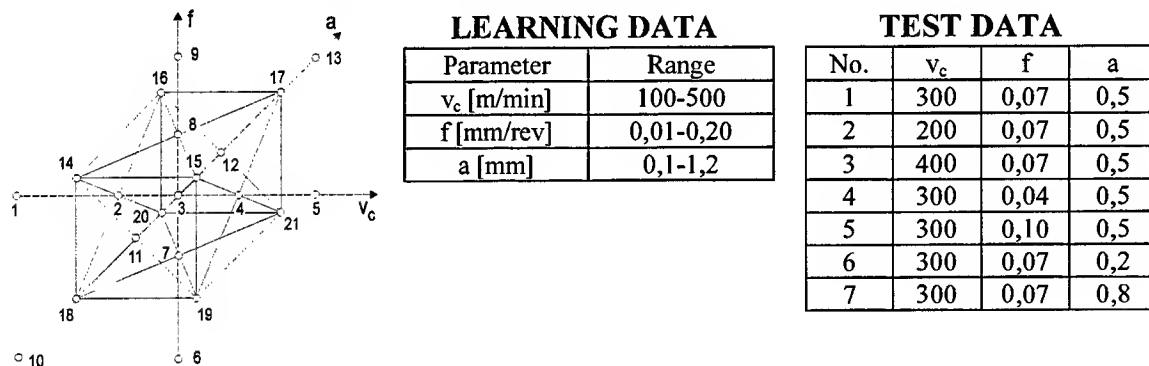 f
a
9
13
16
17
8
14
15
12
1
2
3
4
5
v_c
20
21
11
7
18
19
10
6
LEARNING DATA
Parameter Range
v_c [m/min] 100-500
f [mm/rev] 0,01-0,20
a [mm] 0,1-1,2
TEST DATA
No. v_c f a
1 300 0,07 0,5
2 200 0,07 0,5
3 400 0,07 0,5
4 300 0,04 0,5
5 300 0,10 0,5
6 300 0,07 0,2
7 300 0,07 0,8